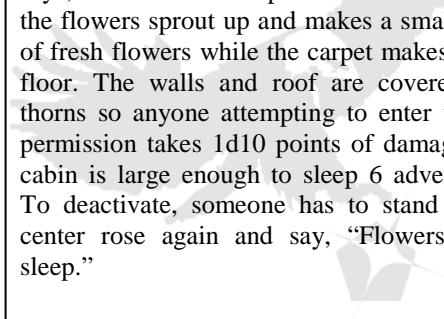 the flowers sprout up and makes a sma
of fresh flowers while the carpet makes
floor. The walls and roof are covere
thorns so anyone attempting to enter
permission takes 1d10 points of damag
cabin is large enough to sleep 6 adve
To deactivate, someone has to stand
center rose again and say, “Flowers
sleep.”